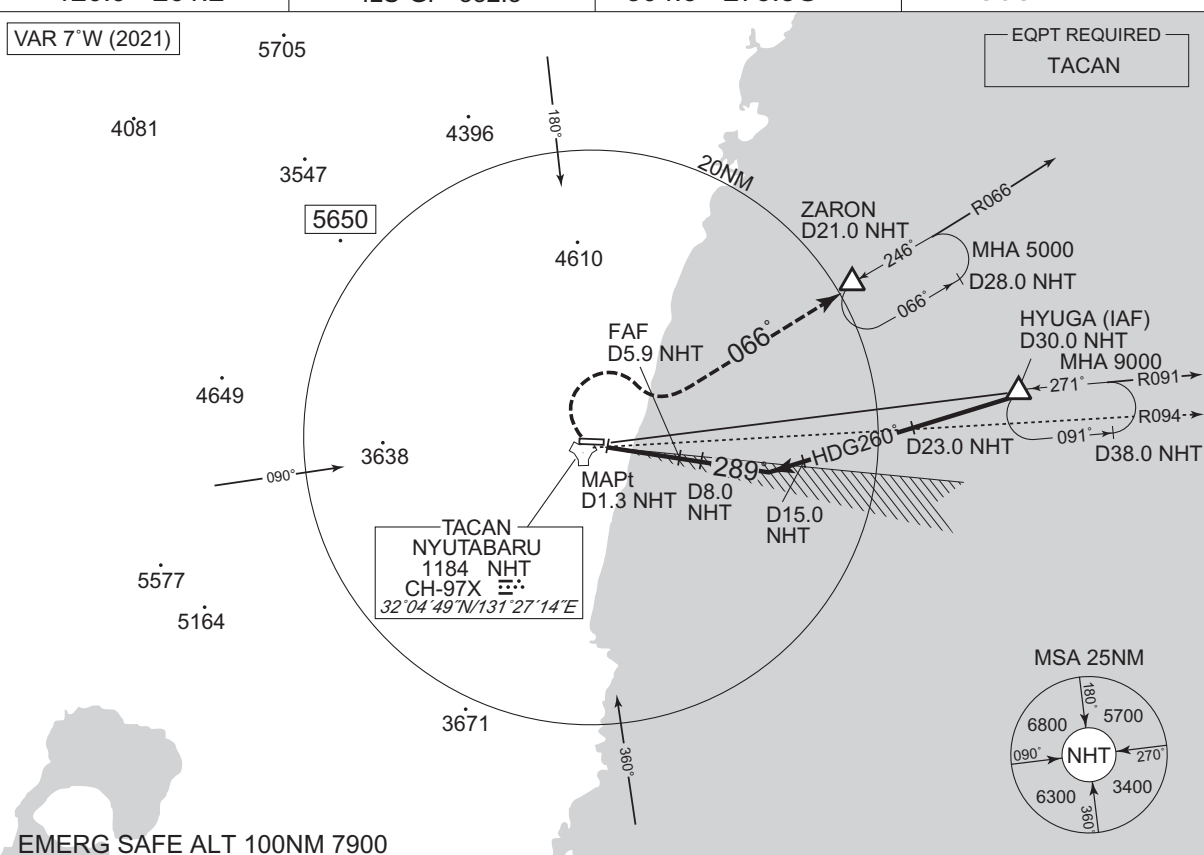 VAR 7°W (2021)
EQPT REQUIRED
TACAN
5705
4081
4396
3547
180°
20NM
5650
4610
ZARON
D21.0 NHT
R066
246°
MHA 5000
D28.0 NHT
066°
066°
FAF
D5.9 NHT
HYUGA (IAF)
D30.0 NHT
MHA 9000
271°
R091
R094
091°
D38.0 NHT
4649
3638
090°
HDG260°
D23.0 NHT
289°
MAPt
D1.3 NHT
D8.0
NHT
D15.0
NHT
TACAN
NYUTABARU
1184 NHT
CH-97X
32°04´49˝N/131°27´14˝E
5577
5164
3671
360°
MSA 25NM
180°
6800
5700
090°
NHT
270°
6300
3400
360°
EMERG SAFE ALT 100NM 7900